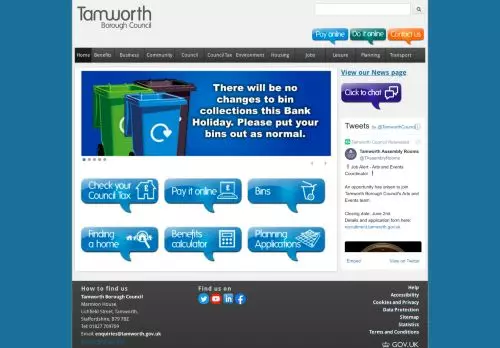 Tamworth
Borough Council
Pay online
Do it online
Contact us
Home
Benefits
Business
Community
Council
Council Tax
Environment
Housing
Jobs
Leisure
Planning
Transport
There will be no
changes to bin
collections this Bank
Holiday. Please put your
bins out as normal.
View our News page
Click to chat
Tweets by @TamworthCouncil
Tamworth Council Retweeted
Tamworth Assembly Rooms
@TAssemblyRooms
Job Alert - Arts and Events
Coordinator
An opportunity has arisen to join
Tamworth Borough Council's Arts and
Events team
Closing date: June 2nd
Details and application form here:
recruitment.tamworth.gov.uk
Embed
View on Twitter
Check your
Council Tax
Pay it online
Bins
Finding
a home
Benefits
calculator
Planning
Applications
How to find us
Tamworth Borough Council
Marmion House,
Lichfield Street, Tamworth,
Staffordshire, B79 7BZ
Tel: 01827 709709
Email: enquiries@tamworth.gov.uk
Find us on
Help
Accessibility
Cookies and Privacy
Data Protection
Sitemap
Statistics
Terms and Conditions
GOV.UK